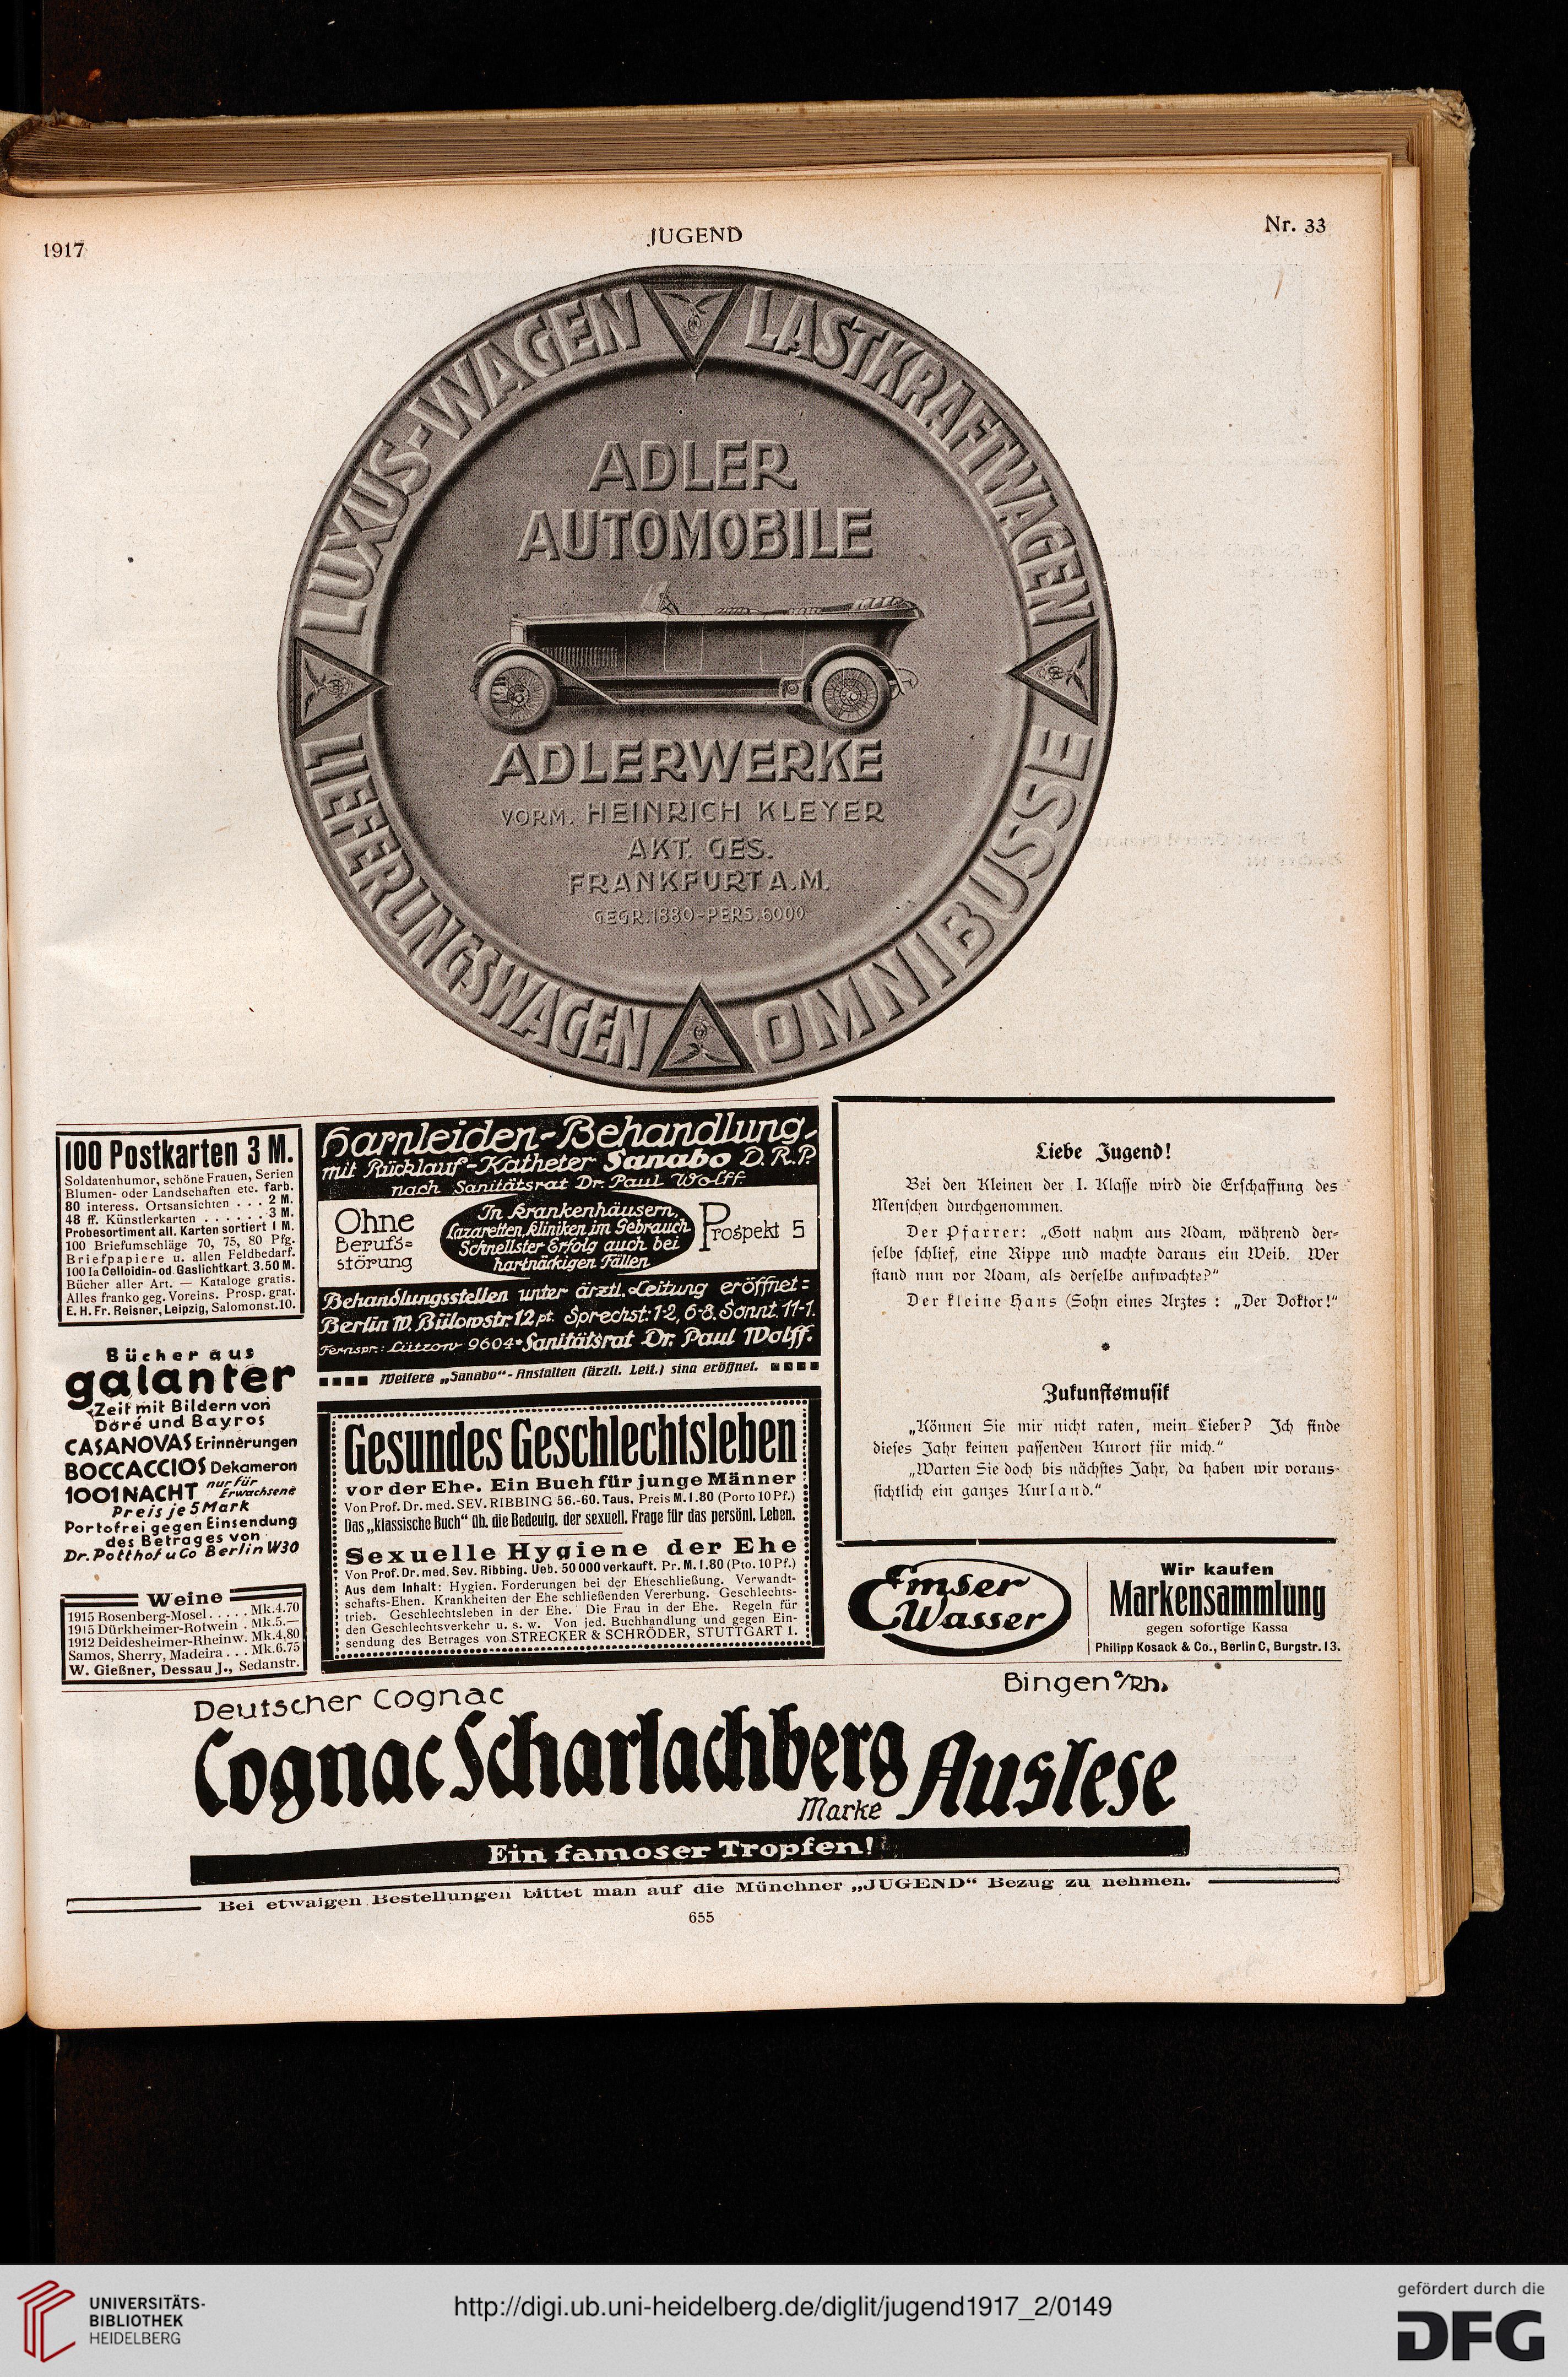 1917
JUGEND
Nr. 33
LUXUS-WAGEN
LASTKRAFTWAGEN
LIEFERUNGSWAGEN
OMNIBUSSE
ADLER
AUTOMOBILE
ADLERWERKE
VORM. HEINRICH KLEYER
AKT. GES.
FRANKFURT A.M.
GEGR. 1880-PERS. 6000
100 Postkarten 3 M.
Soldatenhumor, schöne Frauen, Serien
Blumen- oder Landschaften etc. farb.
80 interess. Ortsansichten . . . 2 M.
48 ff. Künstlerkarten . . . . . . 3 M.
Probesortiment all. Karten sortiert 1 M.
100 Briefumschläge 70, 75, 80 Pfg.
Briefpapiere u. allen Feldbedarf.
100 Ia Celloidin- od. Gaslichtkart. 3.50 M.
Bücher aller Art. — Kataloge gratis.
Alles franko geg. Voreins. Prosp. grat.
E. H. Fr. Reisner, Leipzig, Salomonst. 10.
Bücher aus
galanter
Zeit mit Bildern von
Doré und Bayros
CASANOVAS Erinnerungen
BOCCACCIOS Dekameron
1001 NACHT nur für Erwachsene
Preis je 5 Mark
Portofrei gegen Einsendung
des Betrages von
Dr. Potthof u Co Berlin W30
Weine
1915 Rosenberg-Mosel . . . . . Mk. 4.70
1915 Dürkheimer-Rotwein . Mk. 5.—
1912 Deidesheimer-Rheinw. Mk. 4.80
Samos, Sherry, Madeira . . . Mk. 6.75
W. Gießner, Dessau J., Sedanstr.
Harnleiden-Behandlung,
mit Rücklauf-Katheter Sanabo D.R.P.
nach Sanitätsrat Dr. Paul Wolff.
Ohne
Berufs=
störung
In Krankenhäusern,
Lazaretten, Kliniken im Gebrauch
Schnellster Erfolg auch bei
hartnäckigen Fällen
Prospekt 5
Behandlungsstellen unter ärztl. Leitung eröffnet:
Berlin W. Bülowstr. 12 pt. Sprechst: 1-2, 6-8. Sonnt. 11-1.
Fernspr.: Lützow 9604 • Sanitätsrat Dr. Paul Wolff.
Weitere „Sanabo“-Anstalten (ärztl. Leit.) sind eröffnet.
Gesundes Geschlechtsleben
vor der Ehe. Ein Buch für junge Männer
Von Prof. Dr. med. SEV. RIBBING 56.-60. Taus. Preis M. 1.80 (Porto 10 Pf.)
Das „klassische Buch“ üb. die Bedeutg. der sexuell. Frage für das persönl. Leben.
Sexuelle Hygiene der Ehe
Von Prof. Dr. med. Sev. Ribbing. Ueb. 50000 verkauft. Pr. M. 1.80 (Pto. 10 Pf.)
Aus dem Inhalt: Hygien. Forderungen bei der Eheschließung. Verwandt-
schafts-Ehen. Krankheiten der Ehe schließenden Vererbung. Geschlechts-
trieb. Geschlechtsleben in der Ehe. Die Frau in der Ehe. Regeln für
den Geschlechtsverkehr u. s. w. Von jed. Buchhandlung und gegen Ein-
sendung des Betrages von STRECKER & SCHRÖDER, STUTTGART 1.
Liebe Jugend!
Bei den Kleinen der I. Klasse wird die Erschaffung des
Menschen durchgenommen.
Der Pfarrer: „Gott nahm aus Adam, während der-
selbe schlief, eine Rippe und machte daraus ein Weib. Wer
stand nun vor Adam, als derselbe aufwachte?“
Der kleine Hans (Sohn eines Arztes : „Der Doktor!“
*
Zukunftsmusik
„Können Sie mir nicht raten, mein Lieber? Ich finde
dieses Jahr keinen passenden Kurort für mich.“
„Warten Sie doch bis nächstes Jahr, da haben wir voraus-
sichtlich ein ganzes Kurland.“
Emser
Wasser
Wir kaufen
Markensammlung
gegen sofortige Kassa
Philipp Kosack & Co., Berlin C, Burgstr. 13.
Deutscher Cognac
Bingen a/Rh.
Cognac Scharlachberg
Marke Auslese
Ein famoser Tropfen!
Bei etwaigen Bestellungen bittet man auf die Münchner „JUGEND“ Bezug zu nehmen.
655
UNIVERSITÄTS-
BIBLIOTHEK
HEIDELBERG
http://digi.ub.uni-heidelberg.de/diglit/jugend1917_2/0149
gefördert durch die
DFG